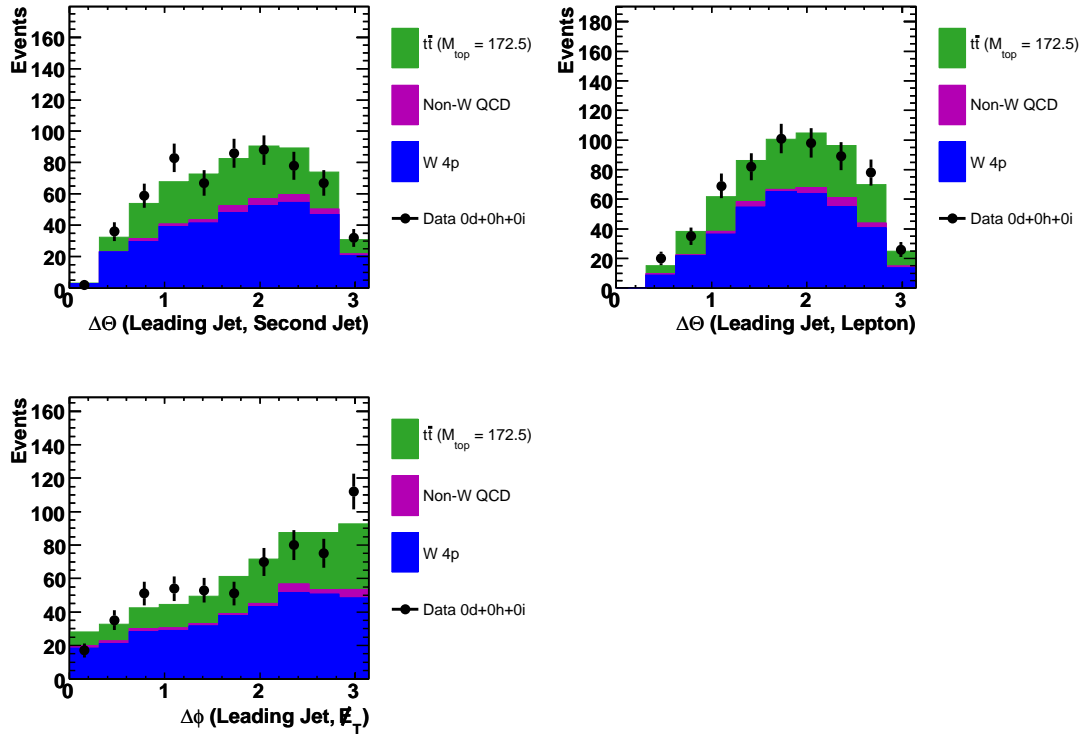 Events
160
140
120
100
80
60
40
20
0
0 1 2 3
ΔΘ (Leading Jet, Second Jet)
tt̄ (M_top = 172.5)
Non-W QCD
W 4p
Data 0d+0h+0i
Events
180
160
140
120
100
80
60
40
20
0
0 1 2 3
ΔΘ (Leading Jet, Lepton)
tt̄ (M_top = 172.5)
Non-W QCD
W 4p
Data 0d+0h+0i
Events
160
140
120
100
80
60
40
20
0
0 1 2 3
Δϕ (Leading Jet, E̸_T)
tt̄ (M_top = 172.5)
Non-W QCD
W 4p
Data 0d+0h+0i